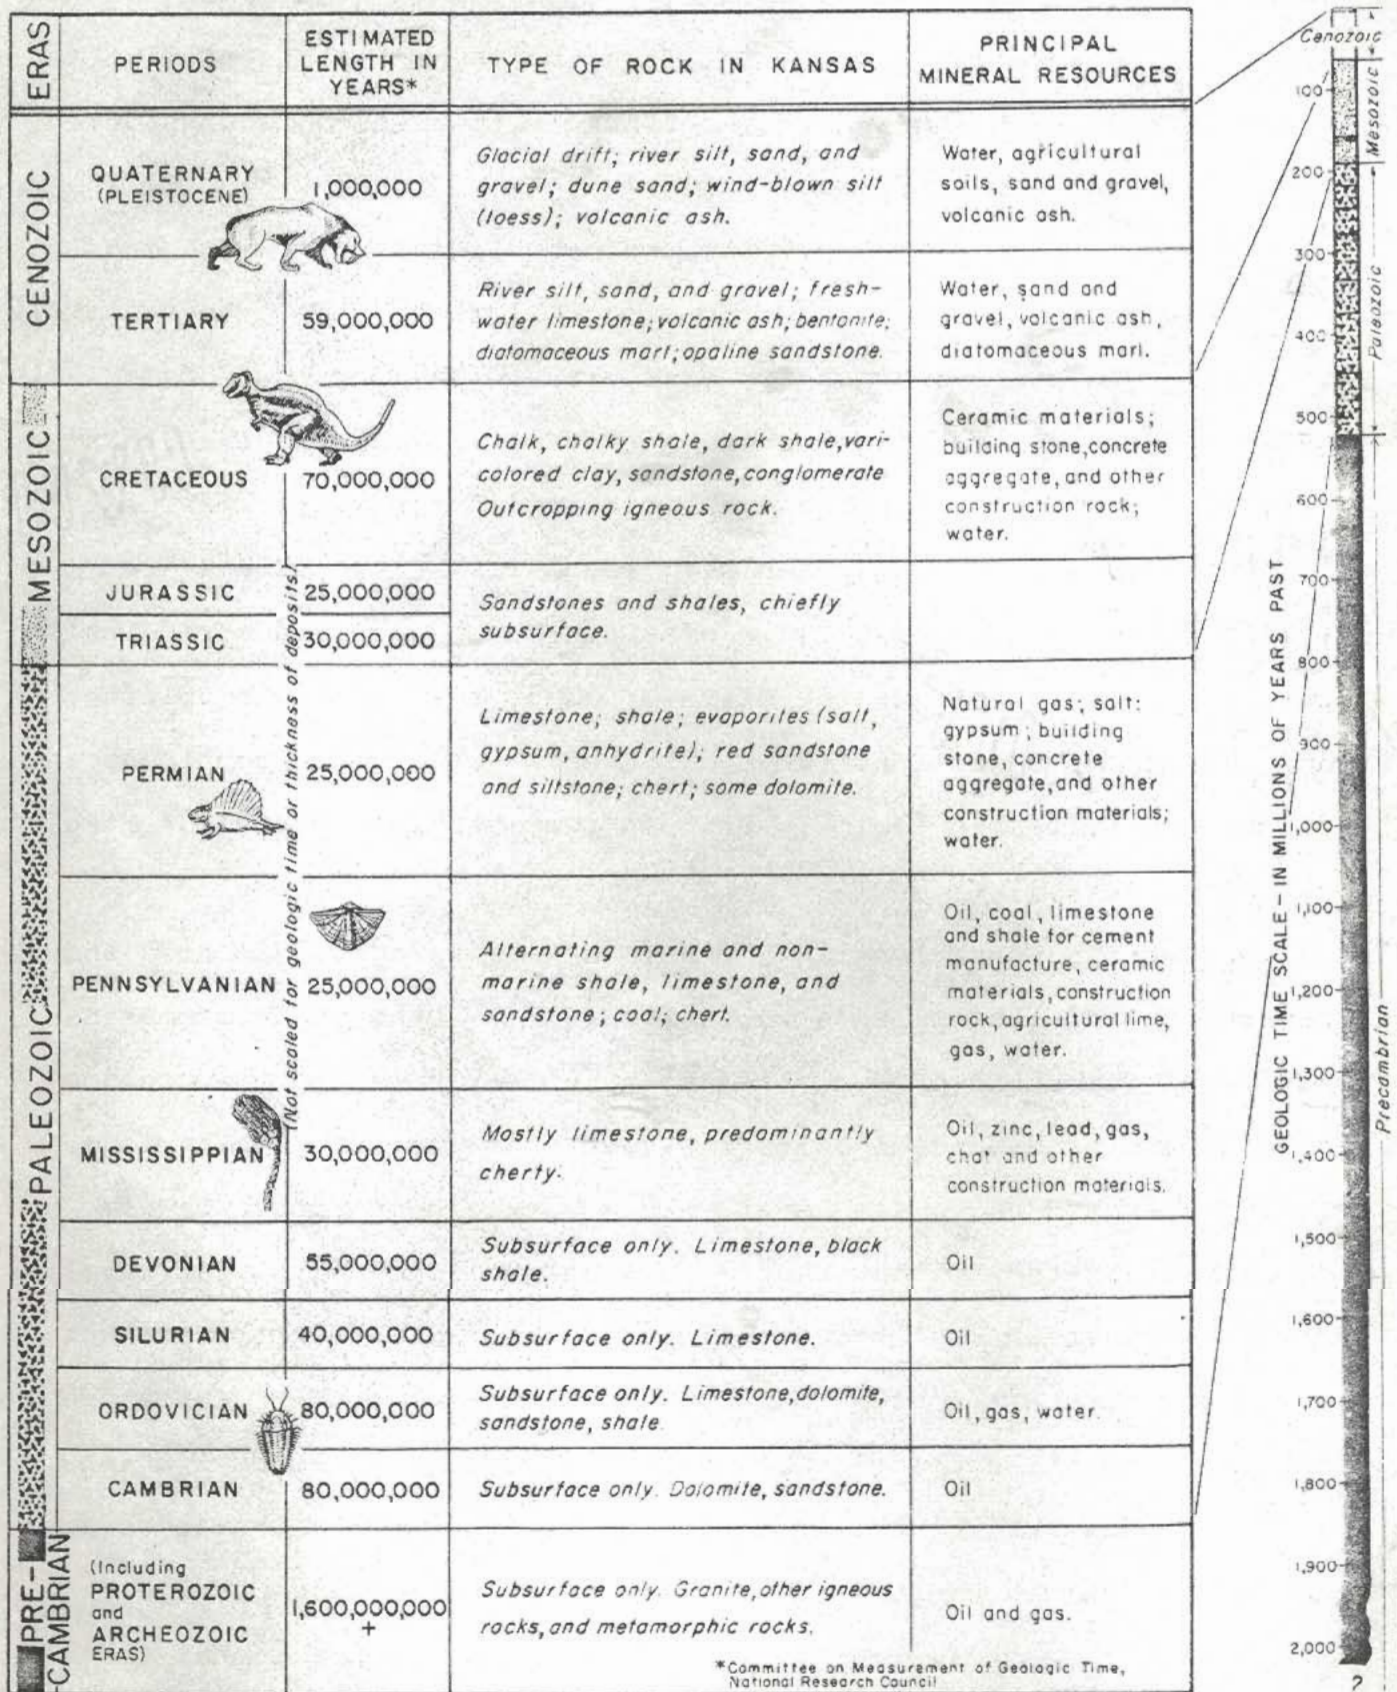 ERAS
PERIODS
ESTIMATED
LENGTH IN
YEARS*
TYPE OF ROCK IN KANSAS
PRINCIPAL
MINERAL RESOURCES
CENOZOIC
QUATERNARY
(PLEISTOCENE)
1,000,000
Glacial drift; river silt, sand, and
gravel; dune sand; wind-blown silt
(loess); volcanic ash.
Water, agricultural
soils, sand and gravel,
volcanic ash.
TERTIARY
59,000,000
River silt, sand, and gravel; fresh-
water limestone; volcanic ash; bentonite;
diatomaceous marl; opaline sandstone.
Water, sand and
gravel, volcanic ash,
diatomaceous marl.
MESOZOIC
CRETACEOUS
70,000,000
Chalk, chalky shale, dark shale, vari-
colored clay, sandstone, conglomerate
Outcropping igneous rock.
Ceramic materials;
building stone, concrete
aggregate, and other
construction rock;
water.
JURASSIC
25,000,000
TRIASSIC
30,000,000
Sandstones and shales, chiefly
subsurface.
(Not scaled for geologic time or thickness of deposits)
PALEOZOIC
PERMIAN
25,000,000
Limestone; shale; evaporites (salt,
gypsum, anhydrite); red sandstone
and siltstone; chert; some dolomite.
Natural gas; salt;
gypsum; building
stone, concrete
aggregate, and other
construction materials;
water.
PENNSYLVANIAN
25,000,000
Alternating marine and non-
marine shale, limestone, and
sandstone; coal; chert.
Oil, coal, limestone
and shale for cement
manufacture, ceramic
materials, construction
rock, agricultural lime,
gas, water.
MISSISSIPPIAN
30,000,000
Mostly limestone, predominantly
cherty.
Oil, zinc, lead, gas,
chat and other
construction materials.
DEVONIAN
55,000,000
Subsurface only. Limestone, black
shale.
Oil
SILURIAN
40,000,000
Subsurface only. Limestone.
Oil
ORDOVICIAN
80,000,000
Subsurface only. Limestone, dolomite,
sandstone, shale.
Oil, gas, water.
CAMBRIAN
80,000,000
Subsurface only. Dolomite, sandstone.
Oil
PRE-
CAMBRIAN
(Including
PROTEROZOIC
and
ARCHEOZOIC
ERAS)
1,600,000,000
+
Subsurface only. Granite, other igneous
rocks, and metamorphic rocks.
Oil and gas.
*Committee on Measurement of Geologic Time,
National Research Council
GEOLOGIC TIME SCALE - IN MILLIONS OF YEARS PAST
Cenozoic
Mesozoic
Paleozoic
Precambrian
100
200
300
400
500
600
700
800
900
1,000
1,100
1,200
1,300
1,400
1,500
1,600
1,700
1,800
1,900
2,000
?